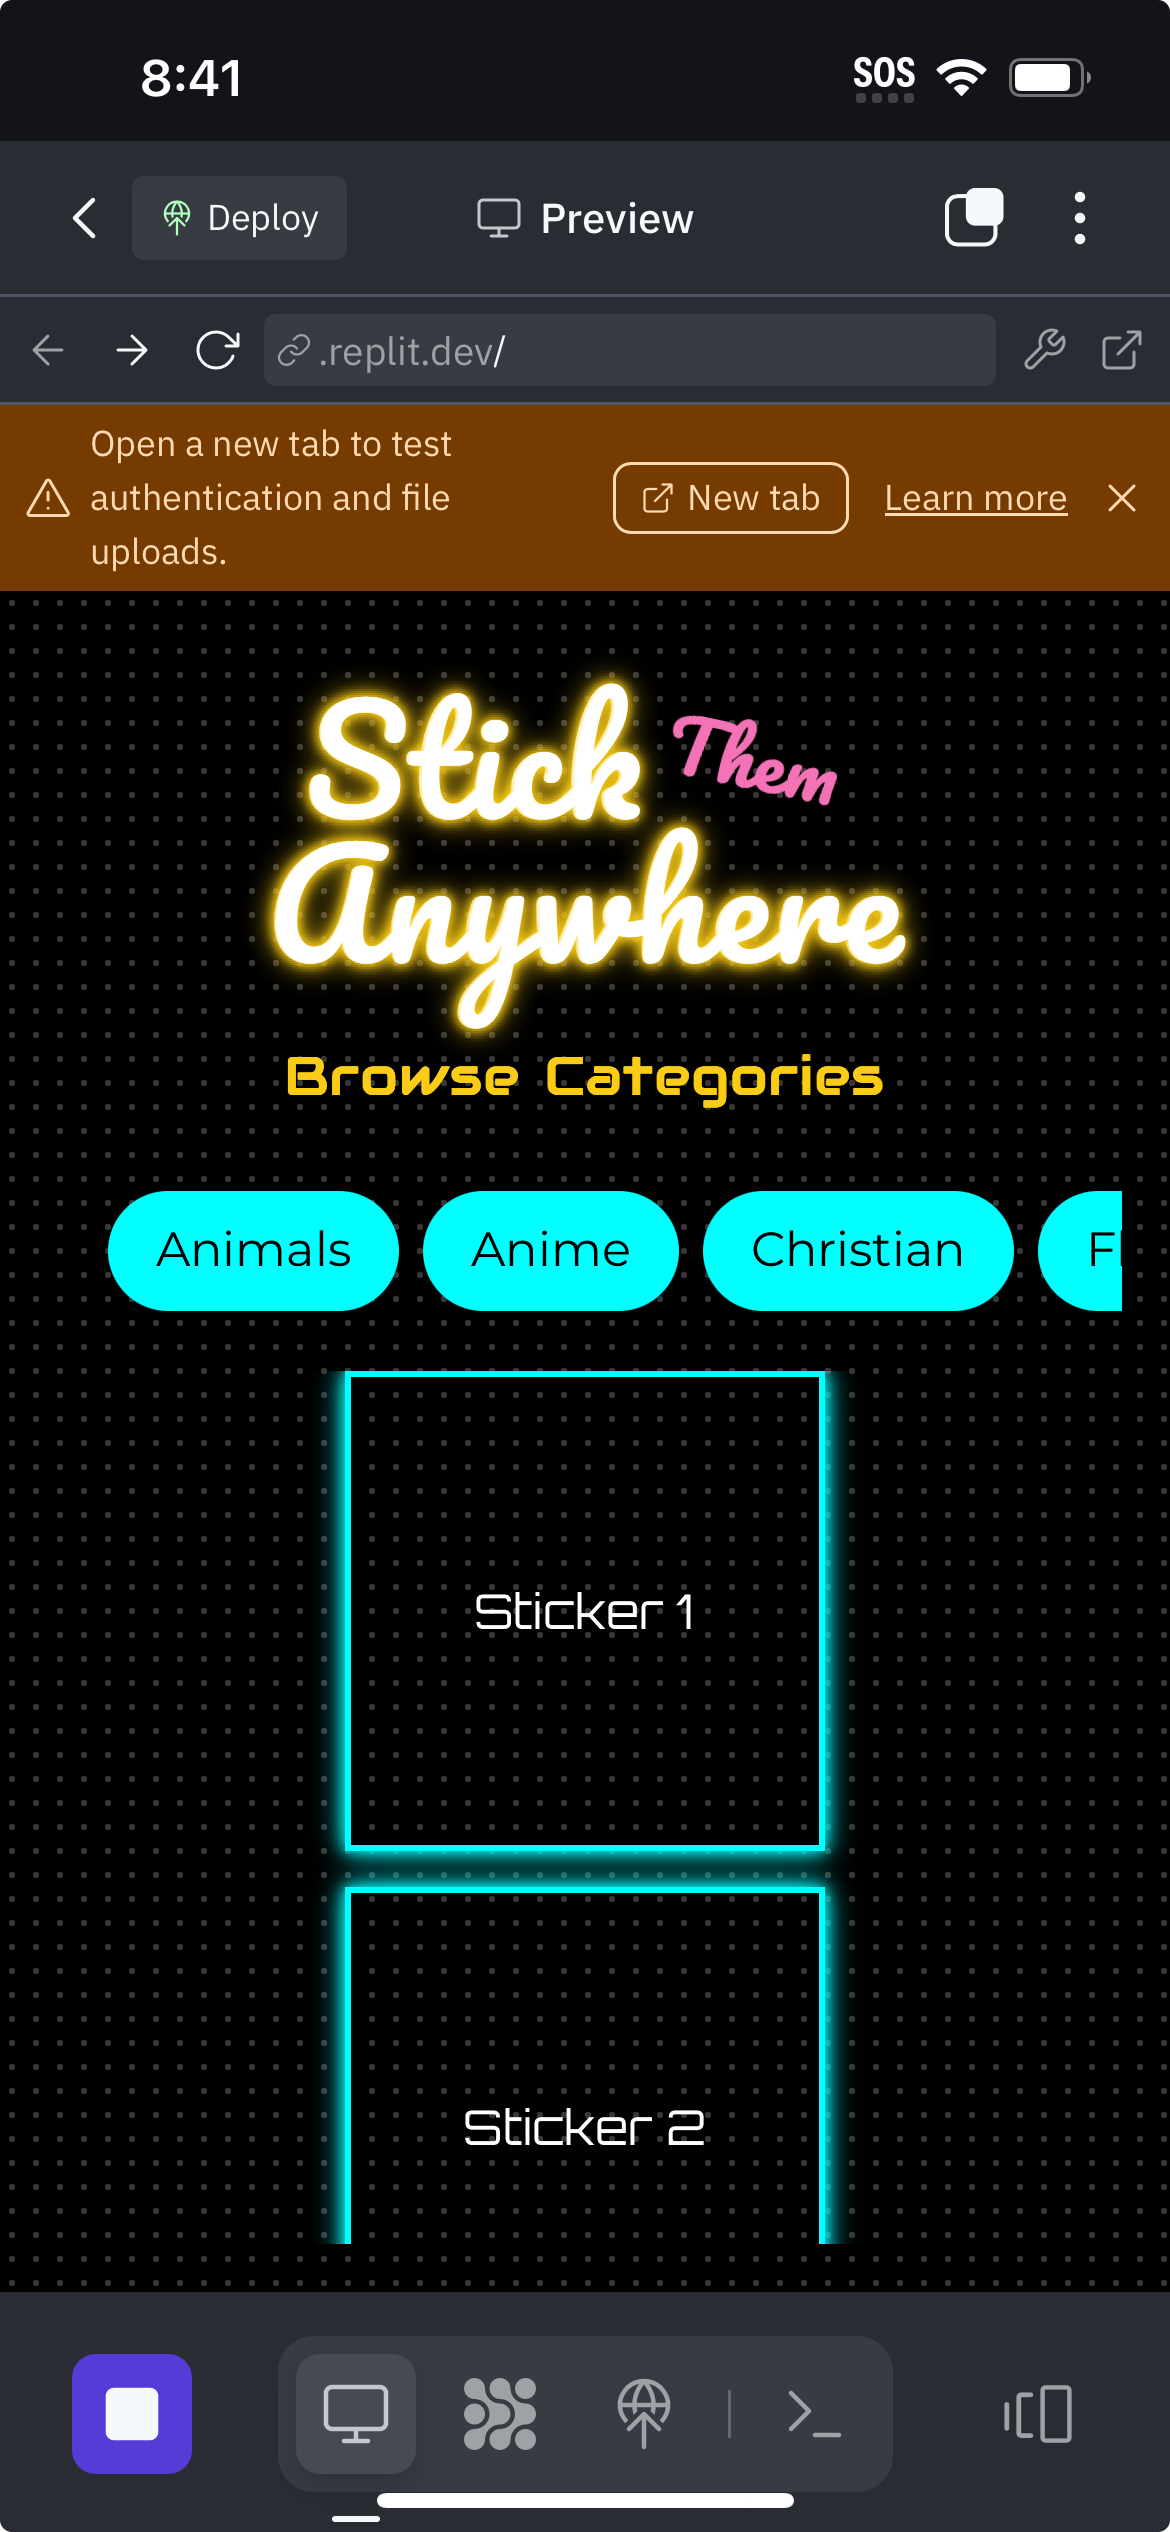 8:41
SOS
Deploy
Preview
.replit.dev/
Open a new tab to test
authentication and file
uploads.
New tab
Learn more
Stick Them
Anywhere
Browse Categories
Animals
Anime
Christian
Sticker 1
Sticker 2